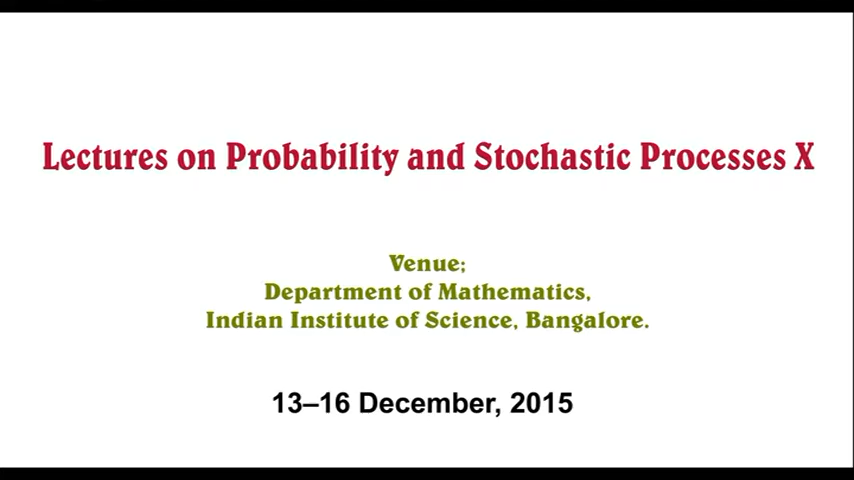 Lectures on Probability and Stochastic Processes X
Venue;
Department of Mathematics,
Indian Institute of Science, Bangalore.
13–16 December, 2015